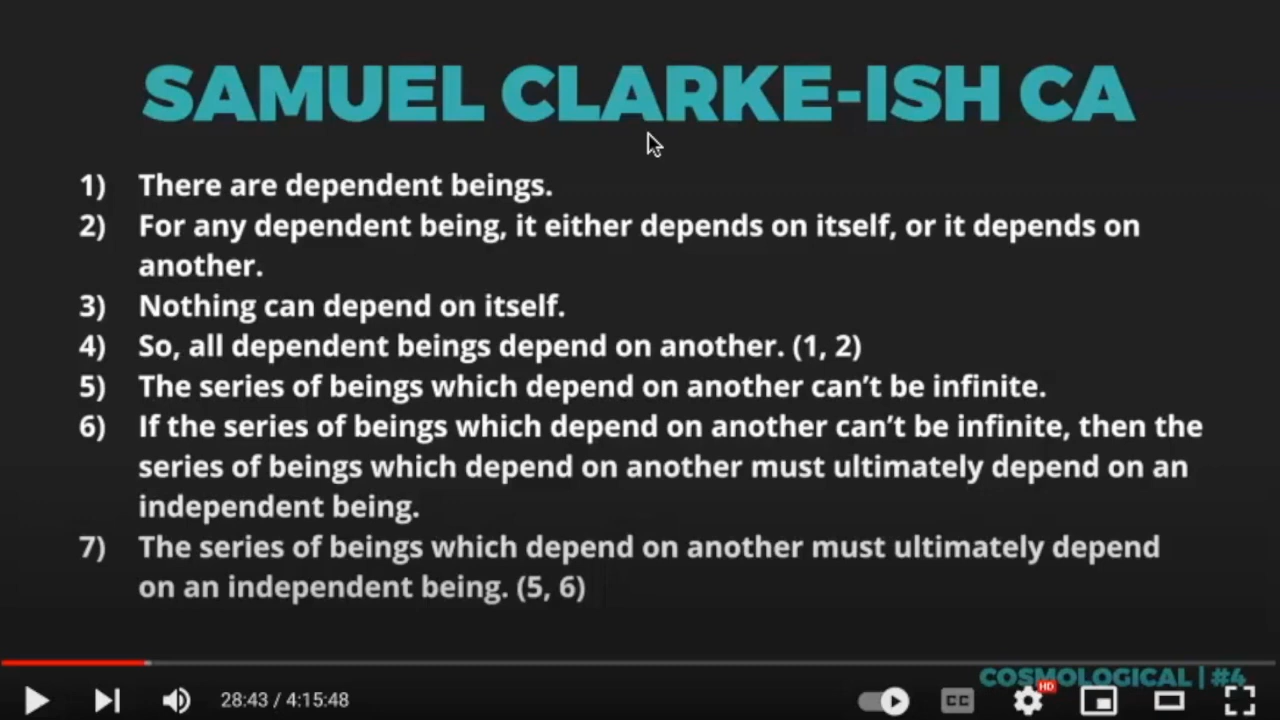 SAMUEL CLARKE-ISH CA
1) There are dependent beings.
2) For any dependent being, it either depends on itself, or it depends on
another.
3) Nothing can depend on itself.
4) So, all dependent beings depend on another. (1, 2)
5) The series of beings which depend on another can't be infinite.
6) If the series of beings which depend on another can't be infinite, then the
series of beings which depend on another must ultimately depend on an
independent being.
7) The series of beings which depend on another must ultimately depend
on an independent being. (5, 6)
COSMOLOGICAL | #4
28:43 / 4:15:48
CC
HD